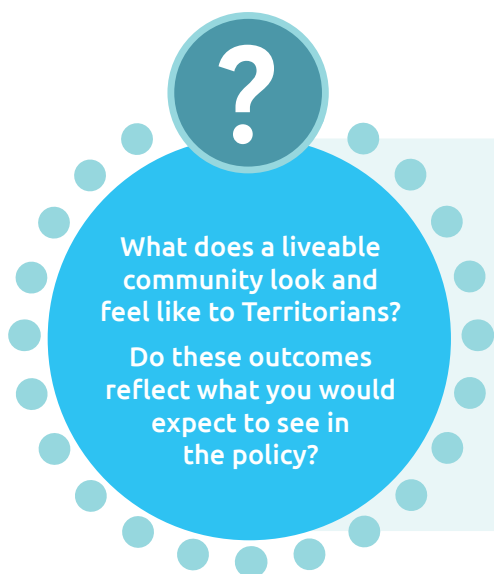 ?
What does a liveable
community look and
feel like to Territorians?
Do these outcomes
reflect what you would
expect to see in
the policy?